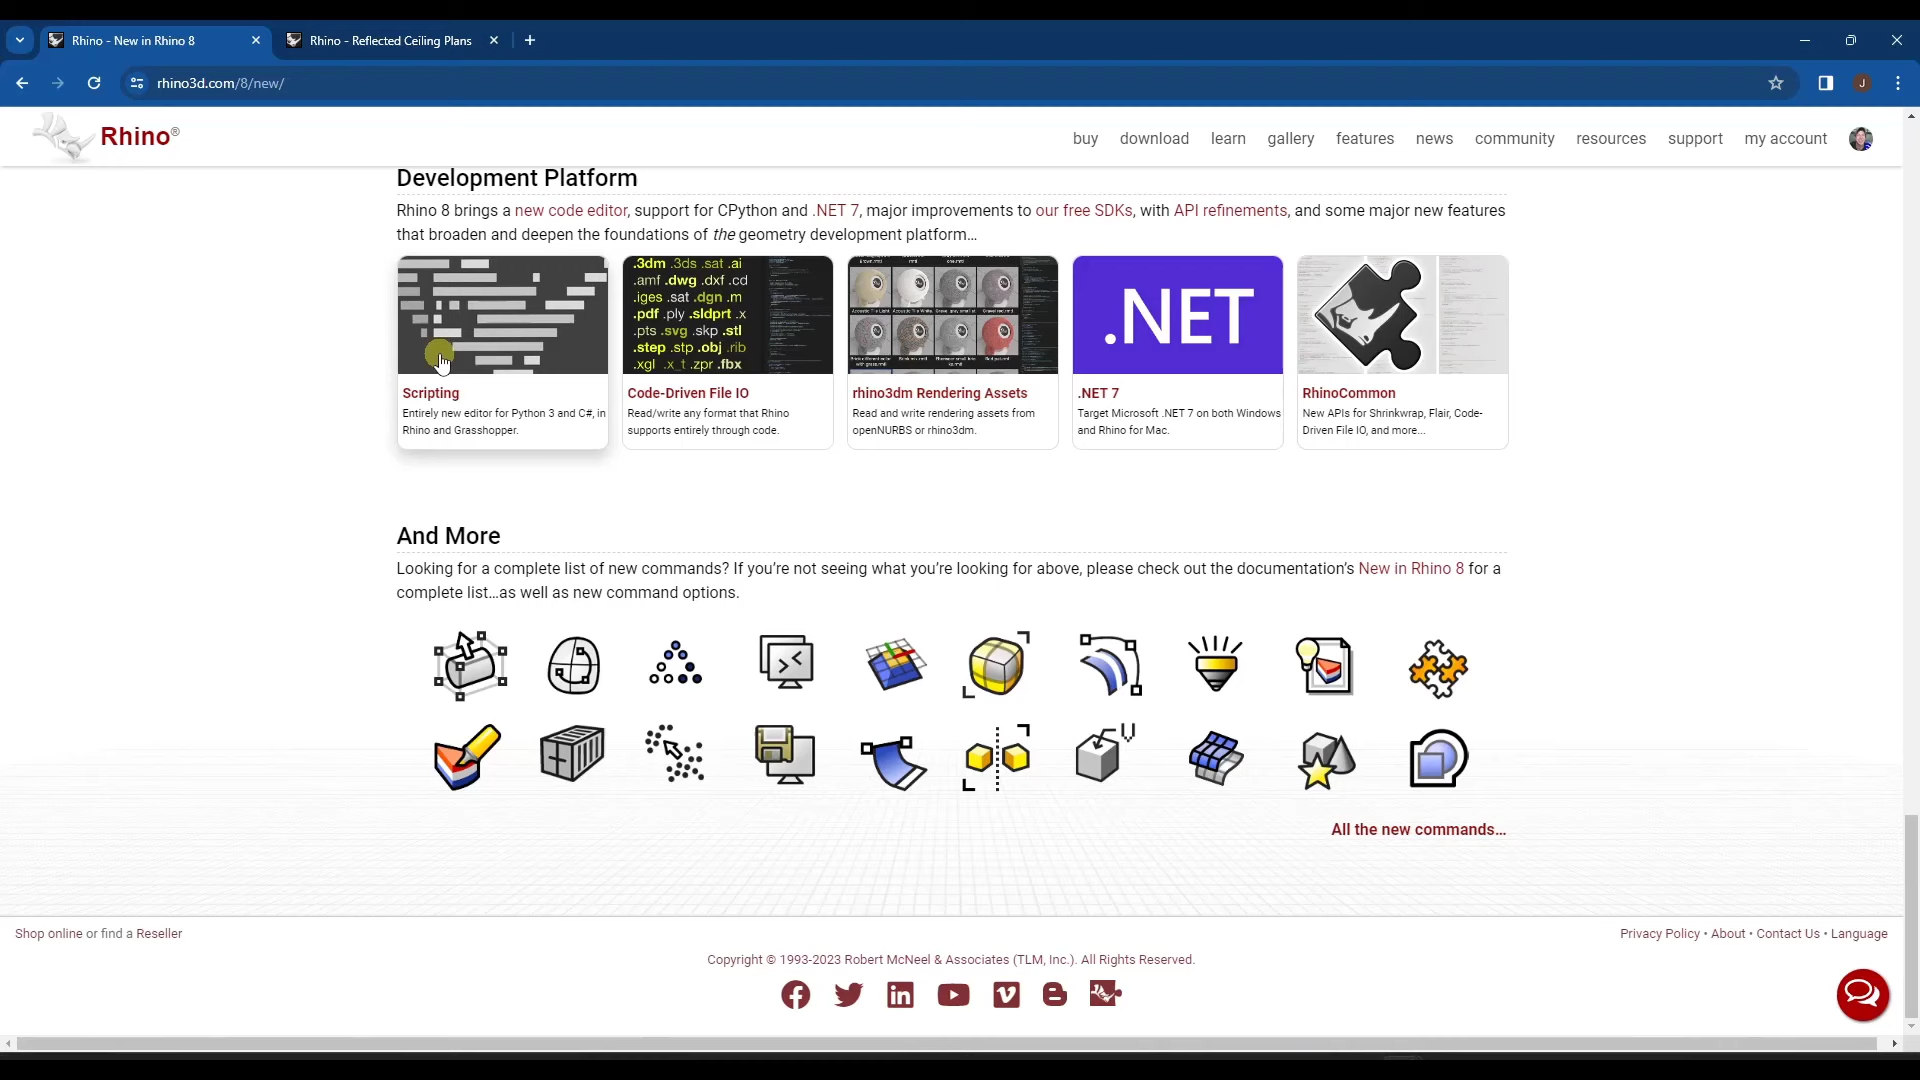 Rhino - New in Rhino 8
Rhino - Reflected Ceiling Plans
rhino3d.com/8/new/
J
Rhino®
buy download learn gallery features news community resources support my account
Development Platform
Rhino 8 brings a new code editor, support for CPython and .NET 7, major improvements to our free SDKs, with API refinements, and some major new features
that broaden and deepen the foundations of the geometry development platform…
.3dm .3ds .sat .ai
.amf .dwg .dxf .cd
.iges .sat .dgn .m
.pdf .ply .sldprt .x
.pts .svg .skp .stl
.step .stp .obj .rib
.xgl .x_t .zpr .fbx
.NET
Scripting
Entirely new editor for Python 3 and C#, in
Rhino and Grasshopper.
Code-Driven File IO
Read/write any format that Rhino
supports entirely through code.
rhino3dm Rendering Assets
Read and write rendering assets from
openNURBS or rhino3dm.
.NET 7
Target Microsoft .NET 7 on both Windows
and Rhino for Mac.
RhinoCommon
New APIs for Shrinkwrap, Flair, Code-
Driven File IO, and more...
And More
Looking for a complete list of new commands? If you’re not seeing what you’re looking for above, please check out the documentation’s New in Rhino 8 for a
complete list…as well as new command options.
All the new commands…
Shop online or find a Reseller
Privacy Policy • About • Contact Us • Language
Copyright © 1993-2023 Robert McNeel & Associates (TLM, Inc.). All Rights Reserved.